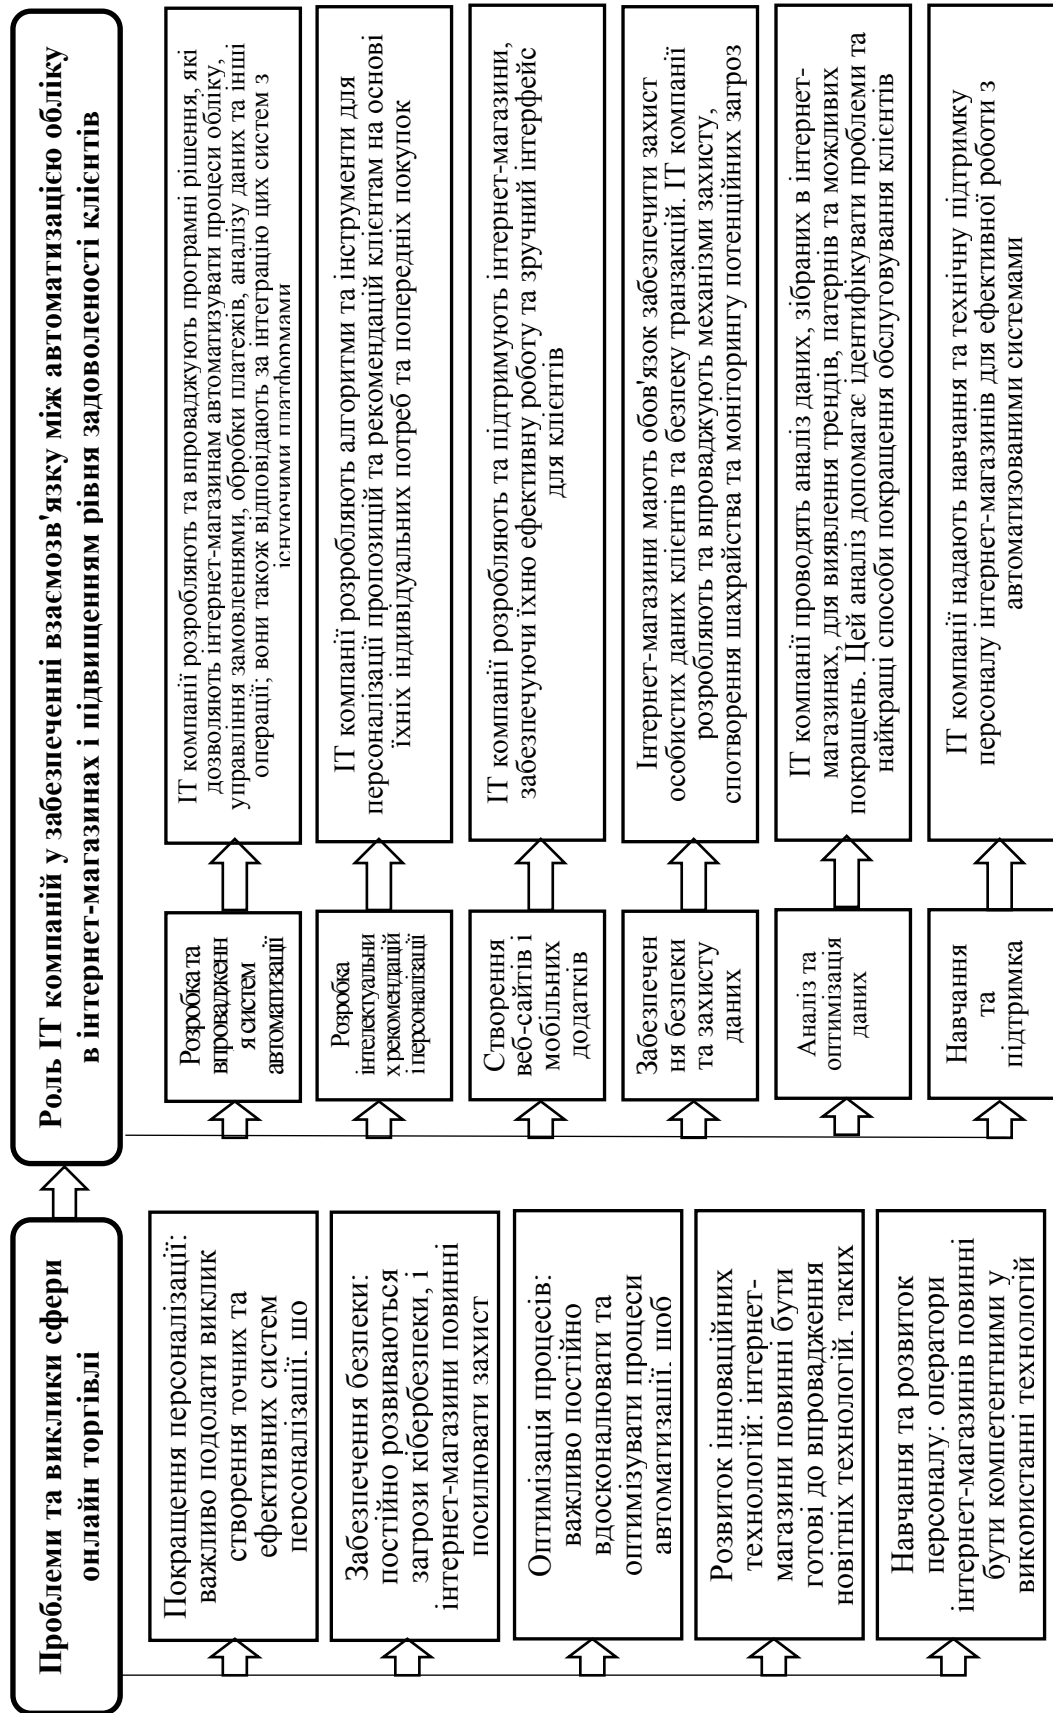 Проблеми та виклики сфери
онлайн торгівлі
Покращення персоналізації:
важливо подолати виклик
створення точних та
ефективних систем
персоналізації, що
Забезпечення безпеки:
постійно розвиваються
загрози кібербезпеки, і
інтернет-магазини повинні
посилювати захист
Оптимізація процесів:
важливо постійно
вдосконалювати та
оптимізувати процеси
автоматизації, щоб
Розвиток інноваційних
технологій: інтернет-
магазини повинні бути
готові до впровадження
новітніх технологій, таких
Навчання та розвиток
персоналу: оператори
інтернет-магазинів повинні
бути компетентними у
використанні технологій
Роль ІТ компаній у забезпеченні взаємозв'язку між автоматизацією обліку
в інтернет-магазинах і підвищенням рівня задоволеності клієнтів
Розробка та
впровадженн
я систем
автоматизації
ІТ компанії розробляють та впроваджують програмні рішення, які
дозволяють інтернет-магазинам автоматизувати процеси обліку,
управління замовленнями, обробки платежів, аналізу даних та інші
операції; вони також відповідають за інтеграцію цих систем з
існуючими платформами
Розробка
інтелектуальни
х рекомендацій
і персоналізації
ІТ компанії розробляють алгоритми та інструменти для
персоналізації пропозицій та рекомендацій клієнтам на основі
їхніх індивідуальних потреб та попередніх покупок
Створення
веб-сайтів і
мобільних
додатків
ІТ компанії розробляють та підтримують інтернет-магазини,
забезпечуючи їхню ефективну роботу та зручний інтерфейс
для клієнтів
Забезпечен
ня безпеки
та захисту
даних
Інтернет-магазини мають обов'язок забезпечити захист
особистих даних клієнтів та безпеку транзакцій. ІТ компанії
розробляють та впроваджують механізми захисту,
спотворення шахрайства та моніторингу потенційних загроз
Аналіз та
оптимізація
даних
ІТ компанії проводять аналіз даних, зібраних в інтернет-
магазинах, для виявлення трендів, патернів та можливих
покращень. Цей аналіз допомагає ідентифікувати проблеми та
найкращі способи покращення обслуговування клієнтів
Навчання
та
підтримка
ІТ компанії надають навчання та технічну підтримку
персоналу інтернет-магазинів для ефективної роботи з
автоматизованими системами